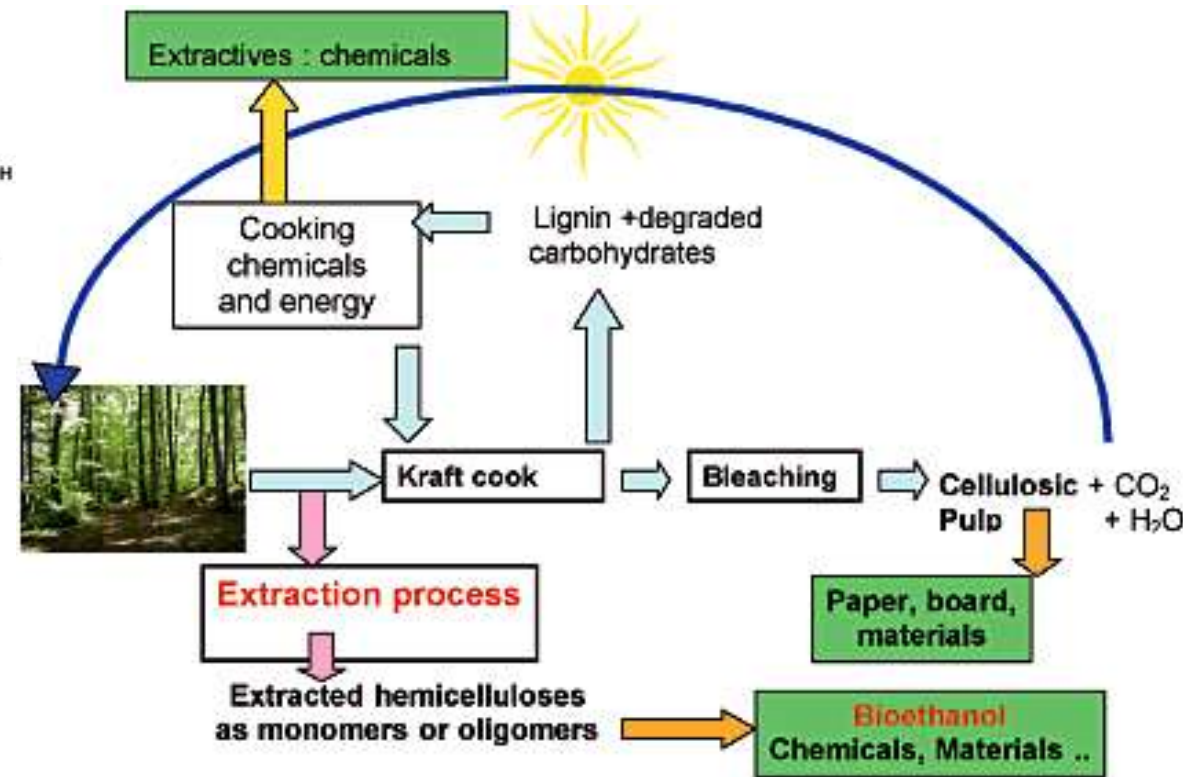 Extractives : chemicals
H
Cooking
chemicals
and energy
Lignin +degraded
carbohydrates
Kraft cook
Bleaching
Cellulosic + CO₂
Pulp + H₂O
Extraction process
Paper, board,
materials
Extracted hemicelluloses
as monomers or oligomers
Bioethanol
Chemicals, Materials ..